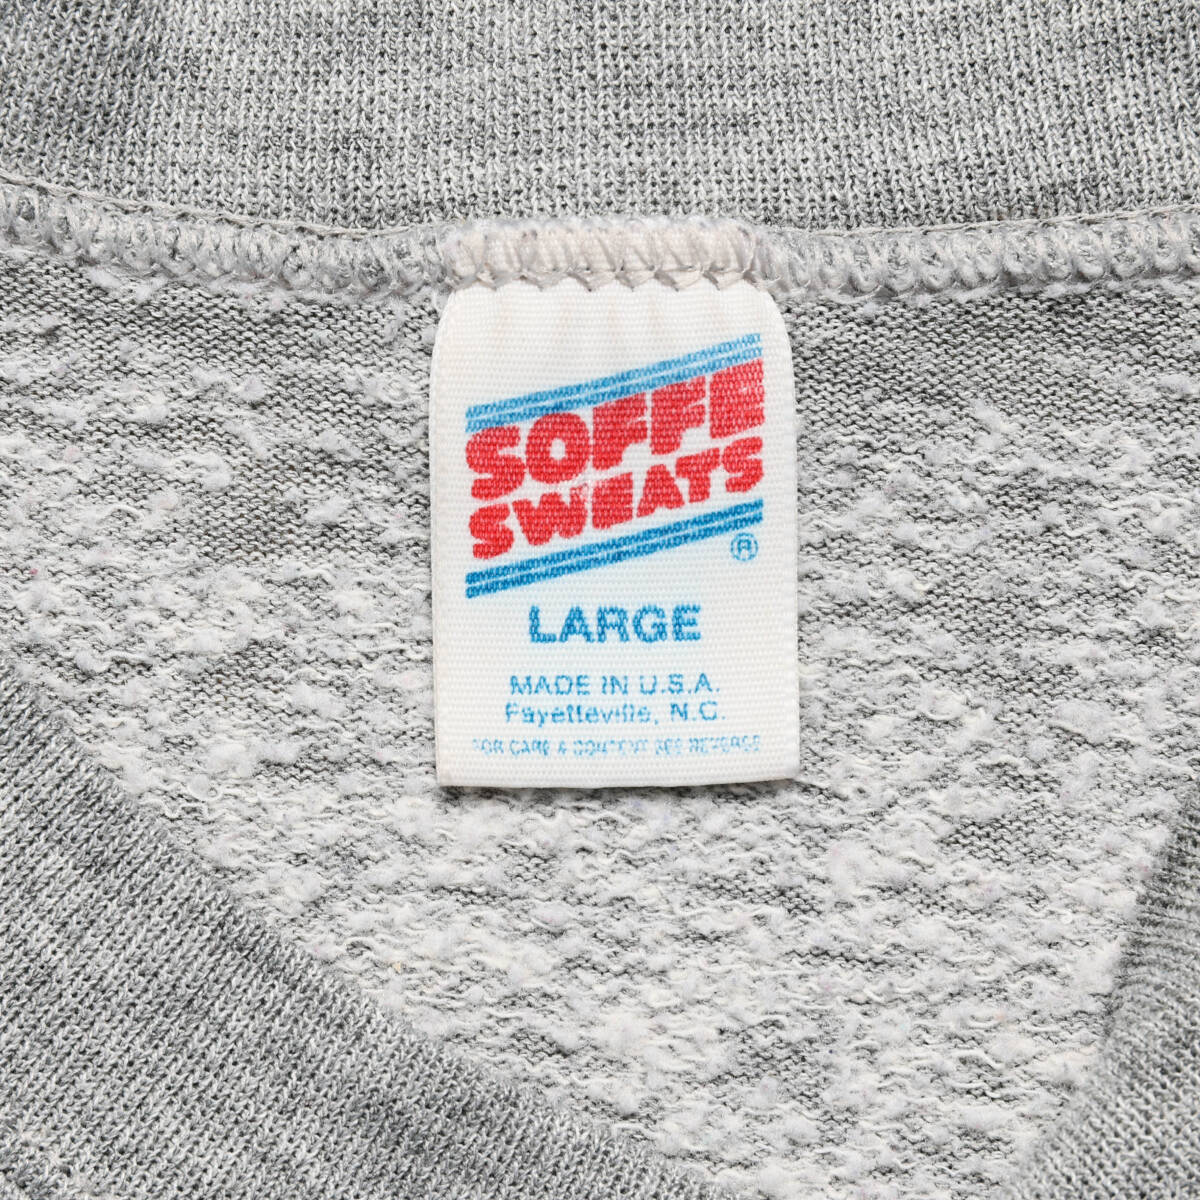 SOFFE
SWEATS
®
LARGE
MADE IN U.S.A.
Fayetteville, N.C.
FOR CARE & CONTENT SEE REVERSE